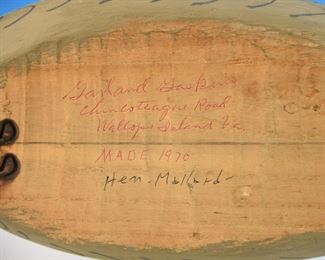 Garland Gaskins
Chincoteague Road
Wallops Island Va.
MADE 1970
Hen-Mallard-